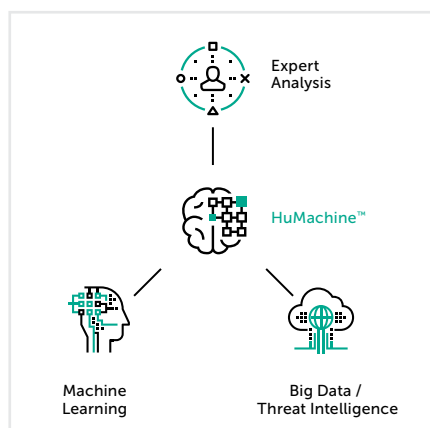 Expert
Analysis
HuMachine™
Machine
Learning
Big Data /
Threat Intelligence